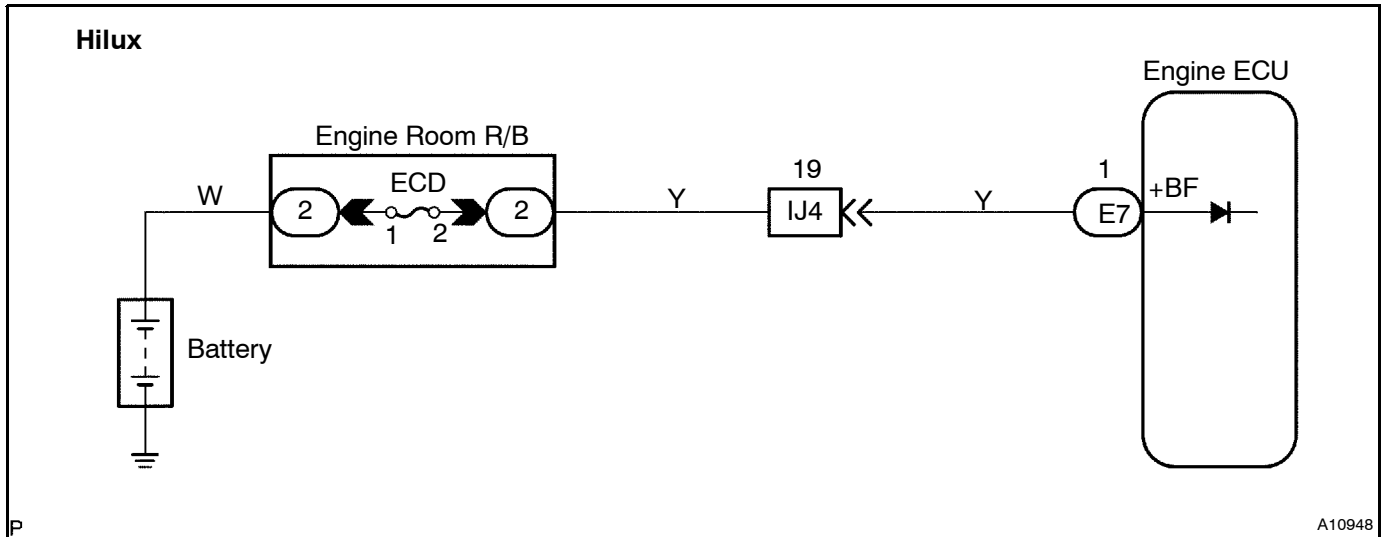 Hilux
Engine ECU
Engine Room R/B
ECD
19
1
W
2
2
Y
IJ4
Y
E7
+BF
1
2
Battery
P
A10948